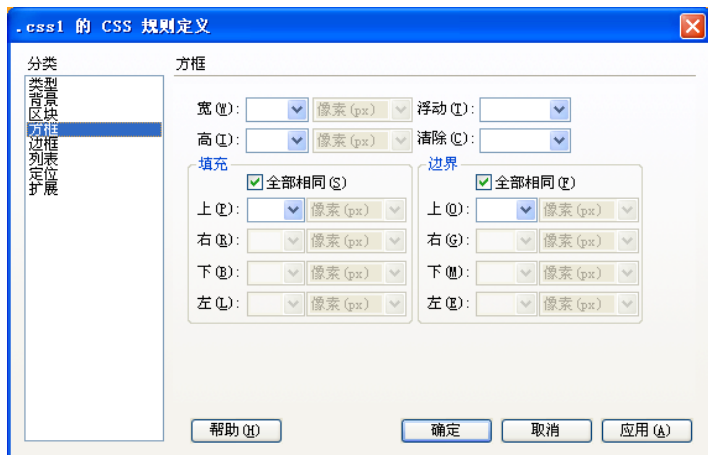 .css1 的 CSS 规则定义
分类
类型
背景
区块
方框
边框
列表
定位
扩展
方框
宽(W): 像素(px) 浮动(T):
高(I): 像素(px) 清除(C):
填充 边界
全部相同(S) 全部相同(F)
上(P): 像素(px) 上(O): 像素(px)
右(R): 像素(px) 右(G): 像素(px)
下(B): 像素(px) 下(M): 像素(px)
左(L): 像素(px) 左(E): 像素(px)
帮助(H) 确定 取消 应用(A)